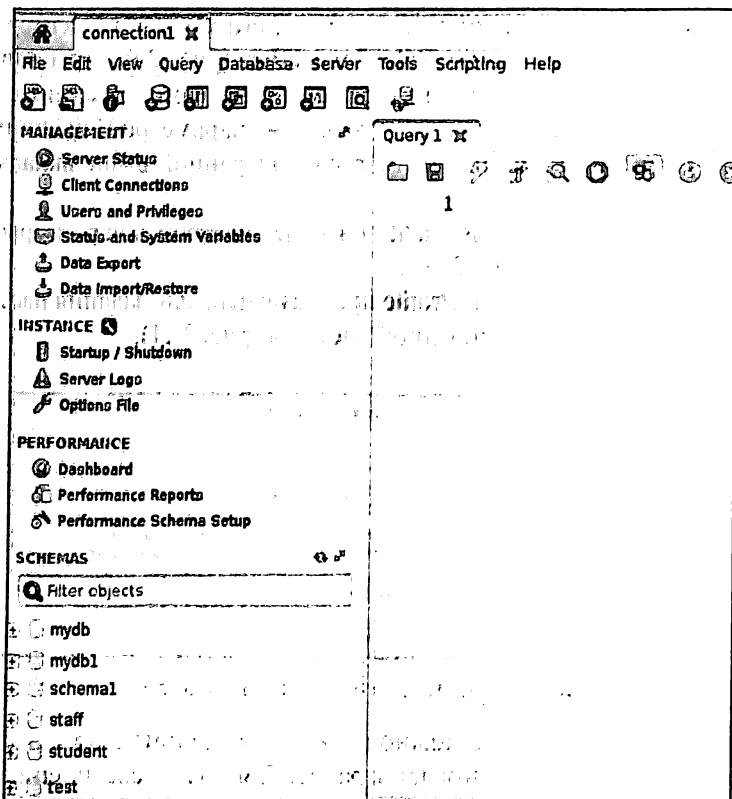 connection1
File Edit View Query Database Server Tools Scripting Help
MANAGEMENT
Query 1
Server Status
Client Connections
1
Users and Privileges
Status and System Variables
Data Export
Data Import/Restore
INSTANCE
Startup / Shutdown
Server Logs
Options File
PERFORMANCE
Dashboard
Performance Reports
Performance Schema Setup
SCHEMAS
Filter objects
mydb
mydb1
schema1
staff
student
test